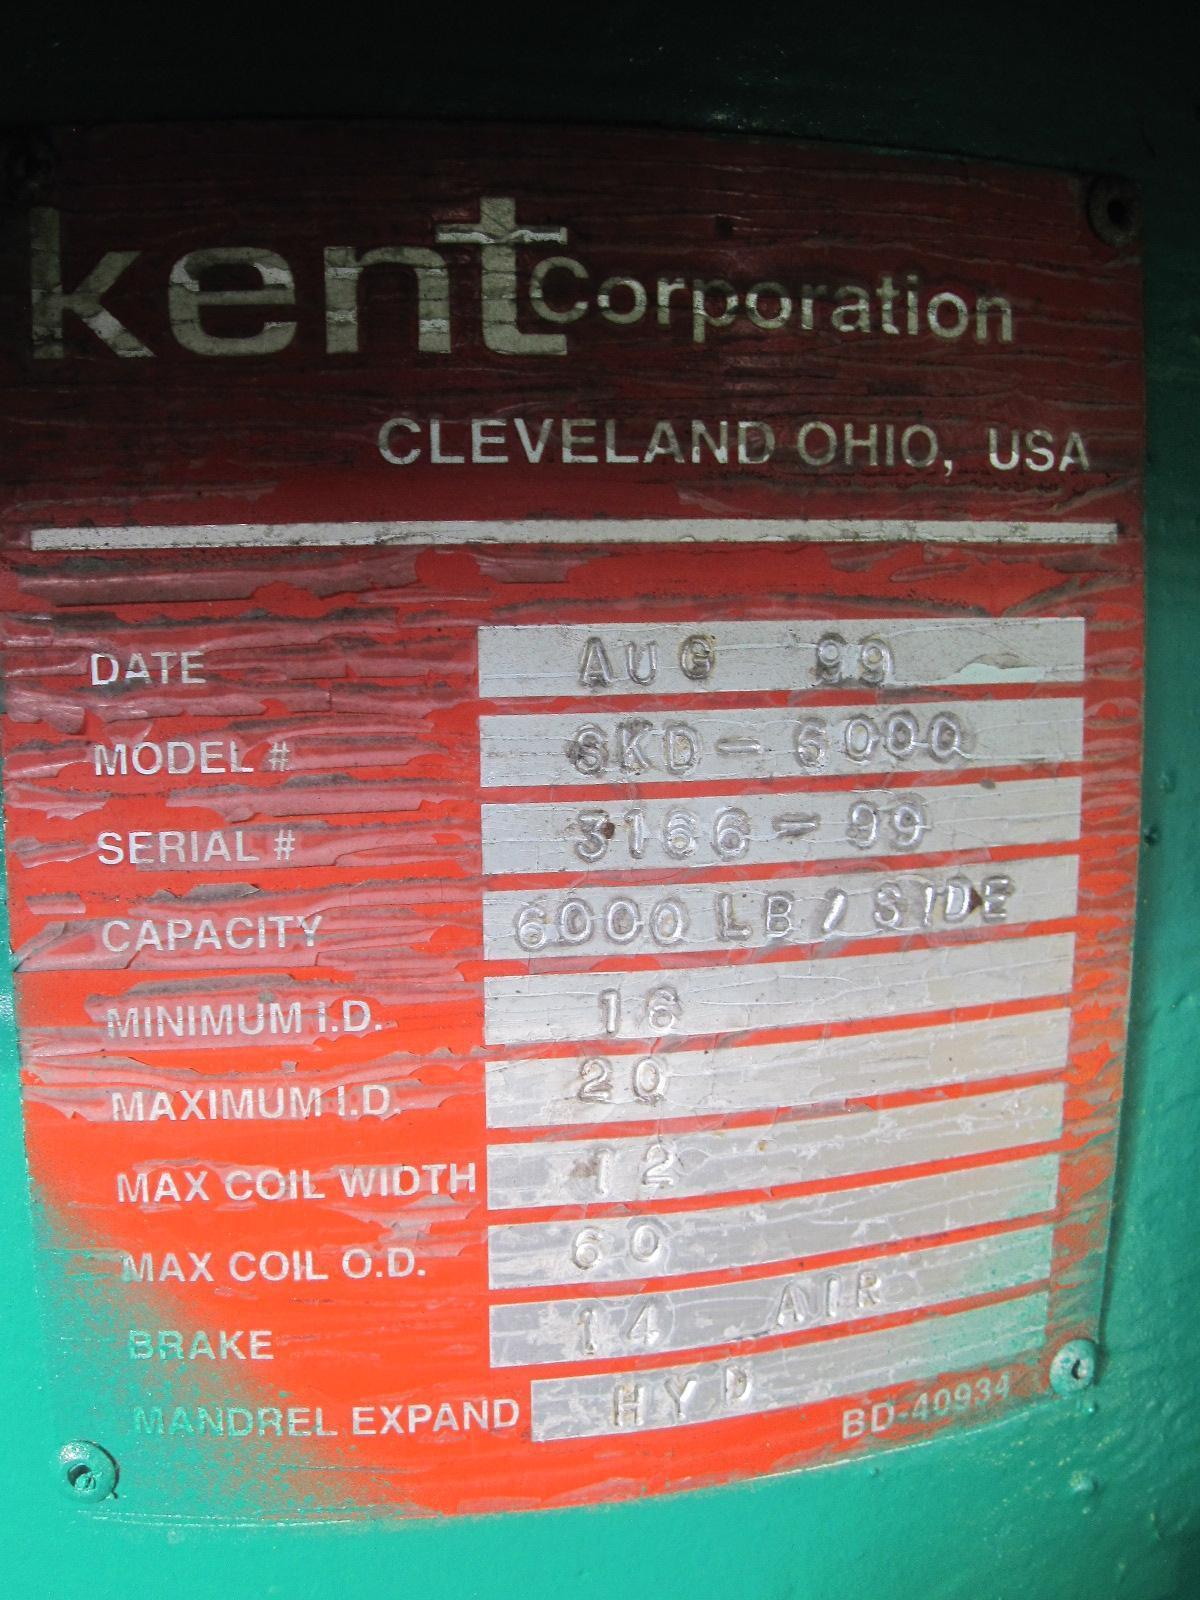 kent Corporation
CLEVELAND OHIO, USA
DATE AUG 99
MODEL # SKD-6000
SERIAL # 3166-99
CAPACITY 6000 LB/SIDE
MINIMUM I.D. 16
MAXIMUM I.D. 20
MAX COIL WIDTH 12
MAX COIL O.D. 60
BRAKE 14 AIR
MANDREL EXPAND HYD
BD-40934